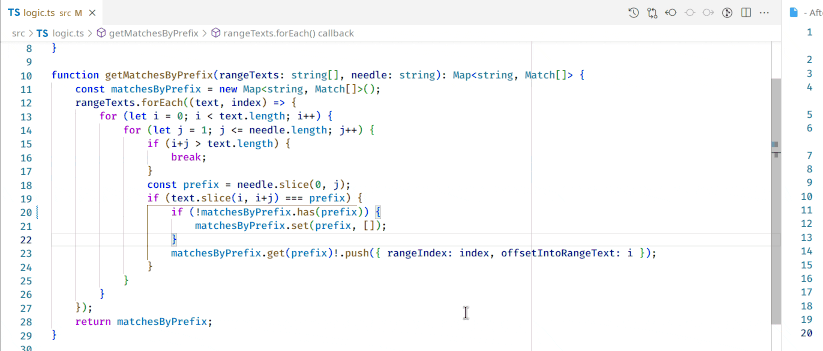 TS logic.ts src M ×
- Af
src > TS logic.ts > getMatchesByPrefix > rangeTexts.forEach() callback
8 }
9
10 function getMatchesByPrefix(rangeTexts: string[], needle: string): Map<string, Match[]> {
11 const matchesByPrefix = new Map<string, Match[]>();
12 rangeTexts.forEach((text, index) => {
13 for (let i = 0; i < text.length; i++) {
14 for (let j = 1; j <= needle.length; j++) {
15 if (i+j > text.length) {
16 break;
17 }
18 const prefix = needle.slice(0, j);
19 if (text.slice(i, i+j) === prefix) {
20 if (!matchesByPrefix.has(prefix)) {
21 matchesByPrefix.set(prefix, []);
22 }
23 matchesByPrefix.get(prefix)!.push({ rangeIndex: index, offsetIntoRangeText: i });
24 }
25 }
26 }
27 });
28 return matchesByPrefix;
29 }
30
1
2
3
4
5
6
7
8
9
10
11
12
13
14
15
16
17
18
19
20